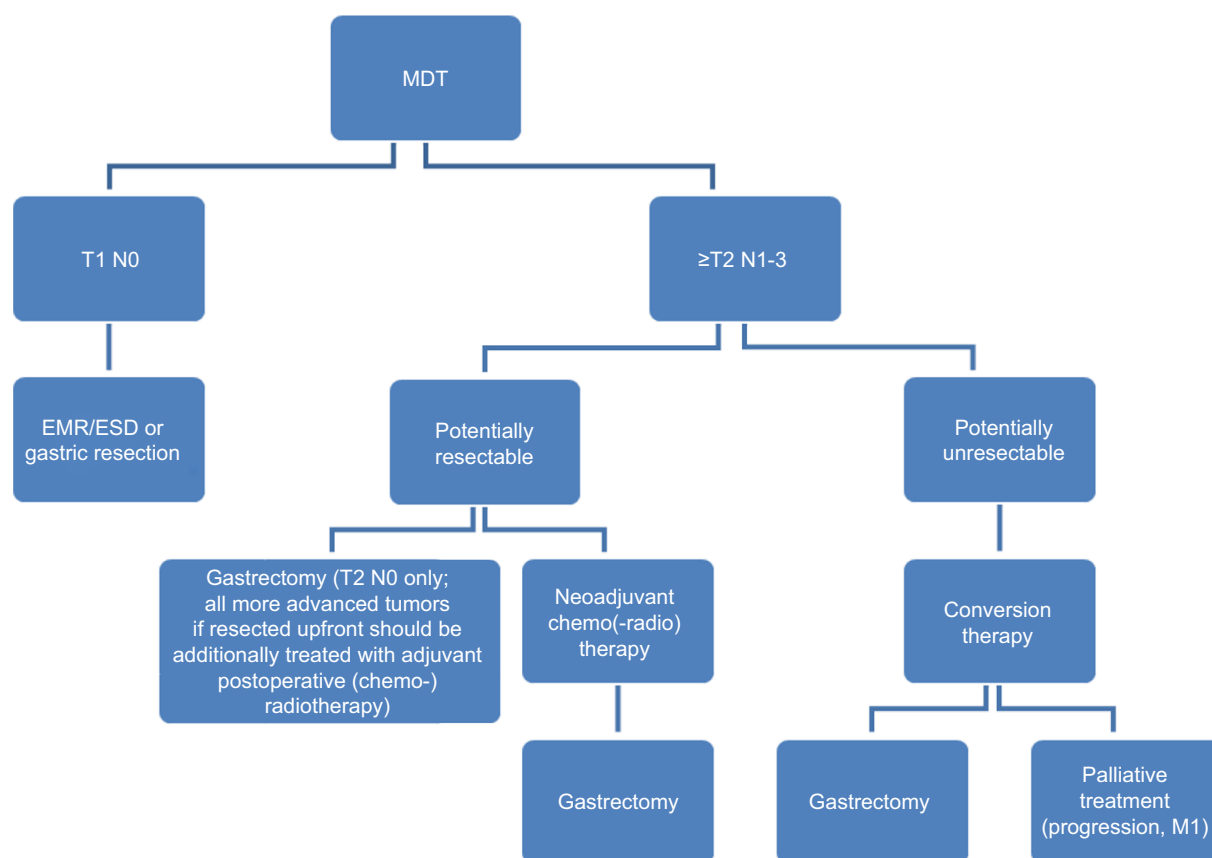 MDT
T1 N0
≥T2 N1-3
EMR/ESD or
gastric resection
Potentially
resectable
Potentially
unresectable
Gastrectomy (T2 N0 only;
all more advanced tumors
if resected upfront should be
additionally treated with adjuvant
postoperative (chemo-)
radiotherapy)
Neoadjuvant
chemo(-radio)
therapy
Conversion
therapy
Gastrectomy
Gastrectomy
Palliative
treatment
(progression, M1)